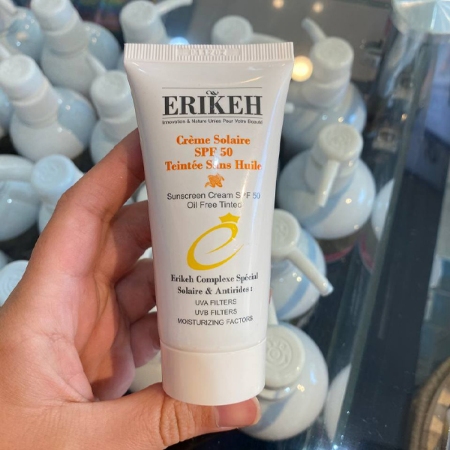 ERIKEH
Innovation & Nature Unies Pour Votre Beauté
Crème Solaire
SPF 50
Teintée Sans Huile
Sunscreen Cream SPF 50
Oil Free Tinted
Erikeh Complexe Spécial
Solaire & Antirides
UVA FILTERS
UVB FILTERS
MOISTURIZING FACTORS